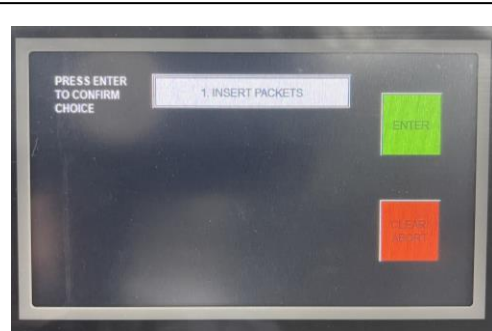 PRESS ENTER
TO CONFIRM
CHOICE
1. INSERT PACKETS
ENTER
CLEAR/
ABORT